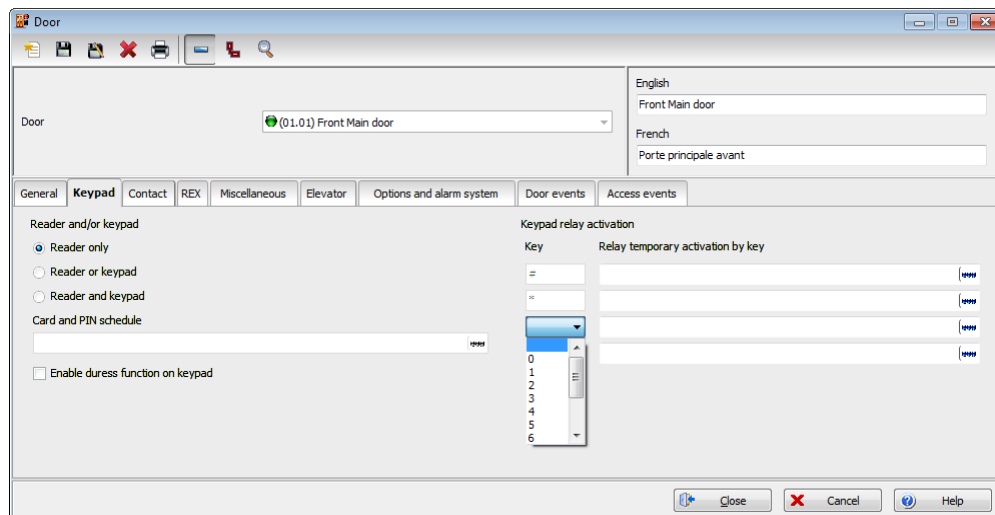 Door
English
Front Main door
Door
(01.01) Front Main door
French
Porte principale avant
General Keypad Contact REX Miscellaneous Elevator Options and alarm system Door events Access events
Reader and/or keypad
Keypad relay activation
Reader only
Key Relay temporary activation by key
Reader or keypad
=
Reader and keypad
*
Card and PIN schedule
Enable duress function on keypad
0
1
2
3
4
5
6
Close Cancel Help